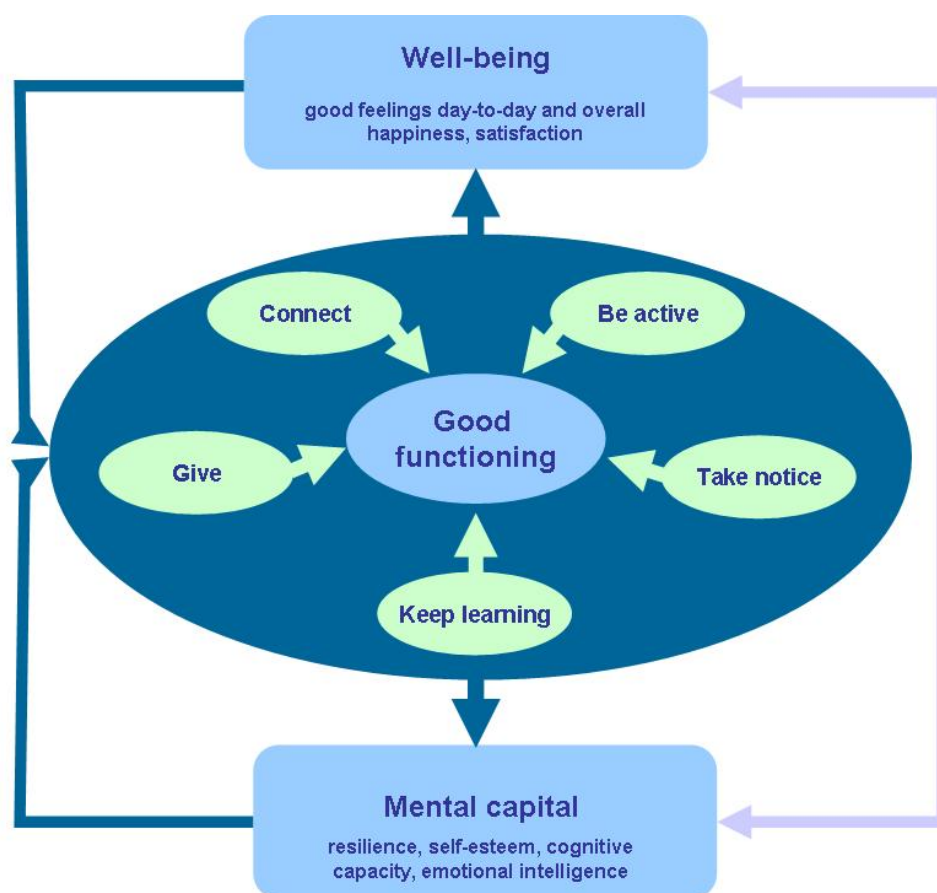 Well-being
good feelings day-to-day and overall
happiness, satisfaction
Connect
Be active
Good
functioning
Give
Take notice
Keep learning
Mental capital
resilience, self-esteem, cognitive
capacity, emotional intelligence